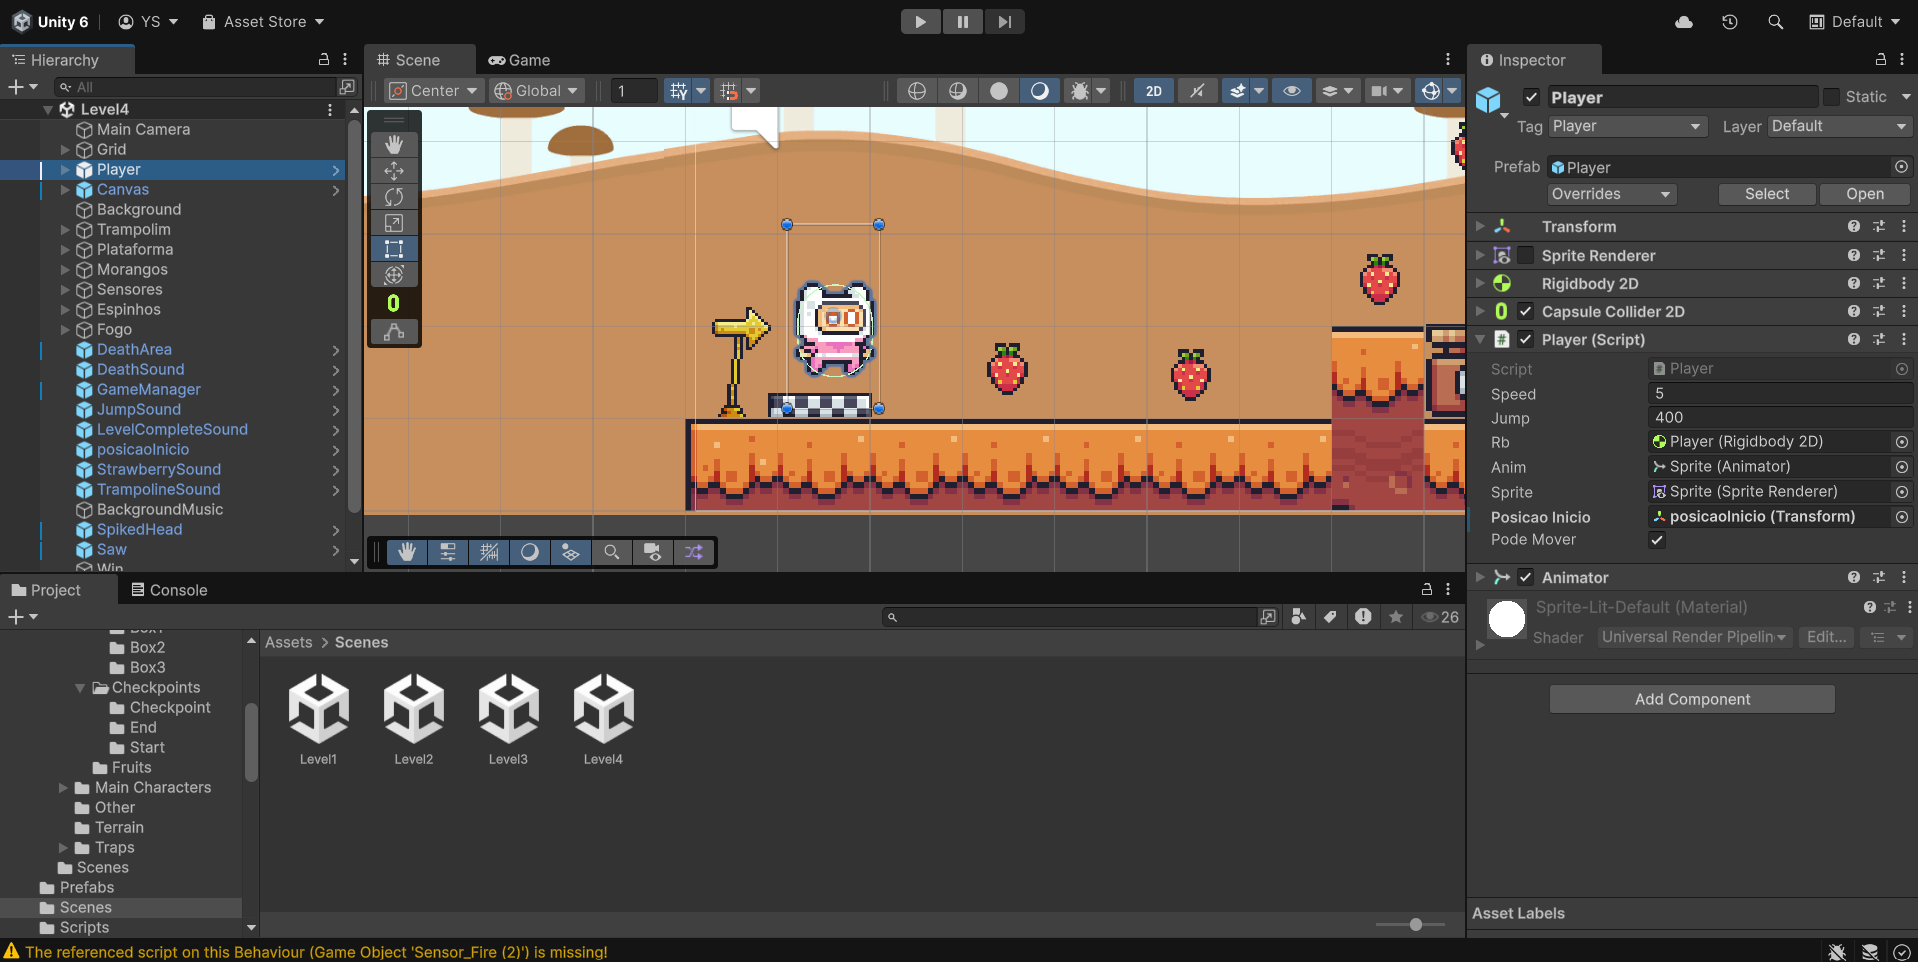 Unity 6
YS
Asset Store
Default
Hierarchy
All
Level4
Main Camera
Grid
Player
Canvas
Background
Trampolim
Plataforma
Morangos
Sensores
Espinhos
Fogo
DeathArea
DeathSound
GameManager
JumpSound
LevelCompleteSound
posicaoInicio
StrawberrySound
TrampolineSound
BackgroundMusic
SpikedHead
Saw
Win
Scene
Game
Center
Global
1
2D
Inspector
Player
Static
Tag
Player
Layer
Default
Prefab
Player
Overrides
Select
Open
Transform
Sprite Renderer
Rigidbody 2D
Capsule Collider 2D
Player (Script)
Script
Player
Speed
5
Jump
400
Rb
Player (Rigidbody 2D)
Anim
Sprite (Animator)
Sprite
Sprite (Sprite Renderer)
Posicao Inicio
posicaoInicio (Transform)
Pode Mover
Animator
Sprite-Lit-Default (Material)
Shader
Universal Render Pipelin
Edit...
Add Component
Asset Labels
Project
Console
26
Box1
Box2
Box3
Checkpoints
Checkpoint
End
Start
Fruits
Main Characters
Other
Terrain
Traps
Scenes
Prefabs
Scenes
Scripts
Assets > Scenes
Level1
Level2
Level3
Level4
The referenced script on this Behaviour (Game Object 'Sensor_Fire (2)') is missing!